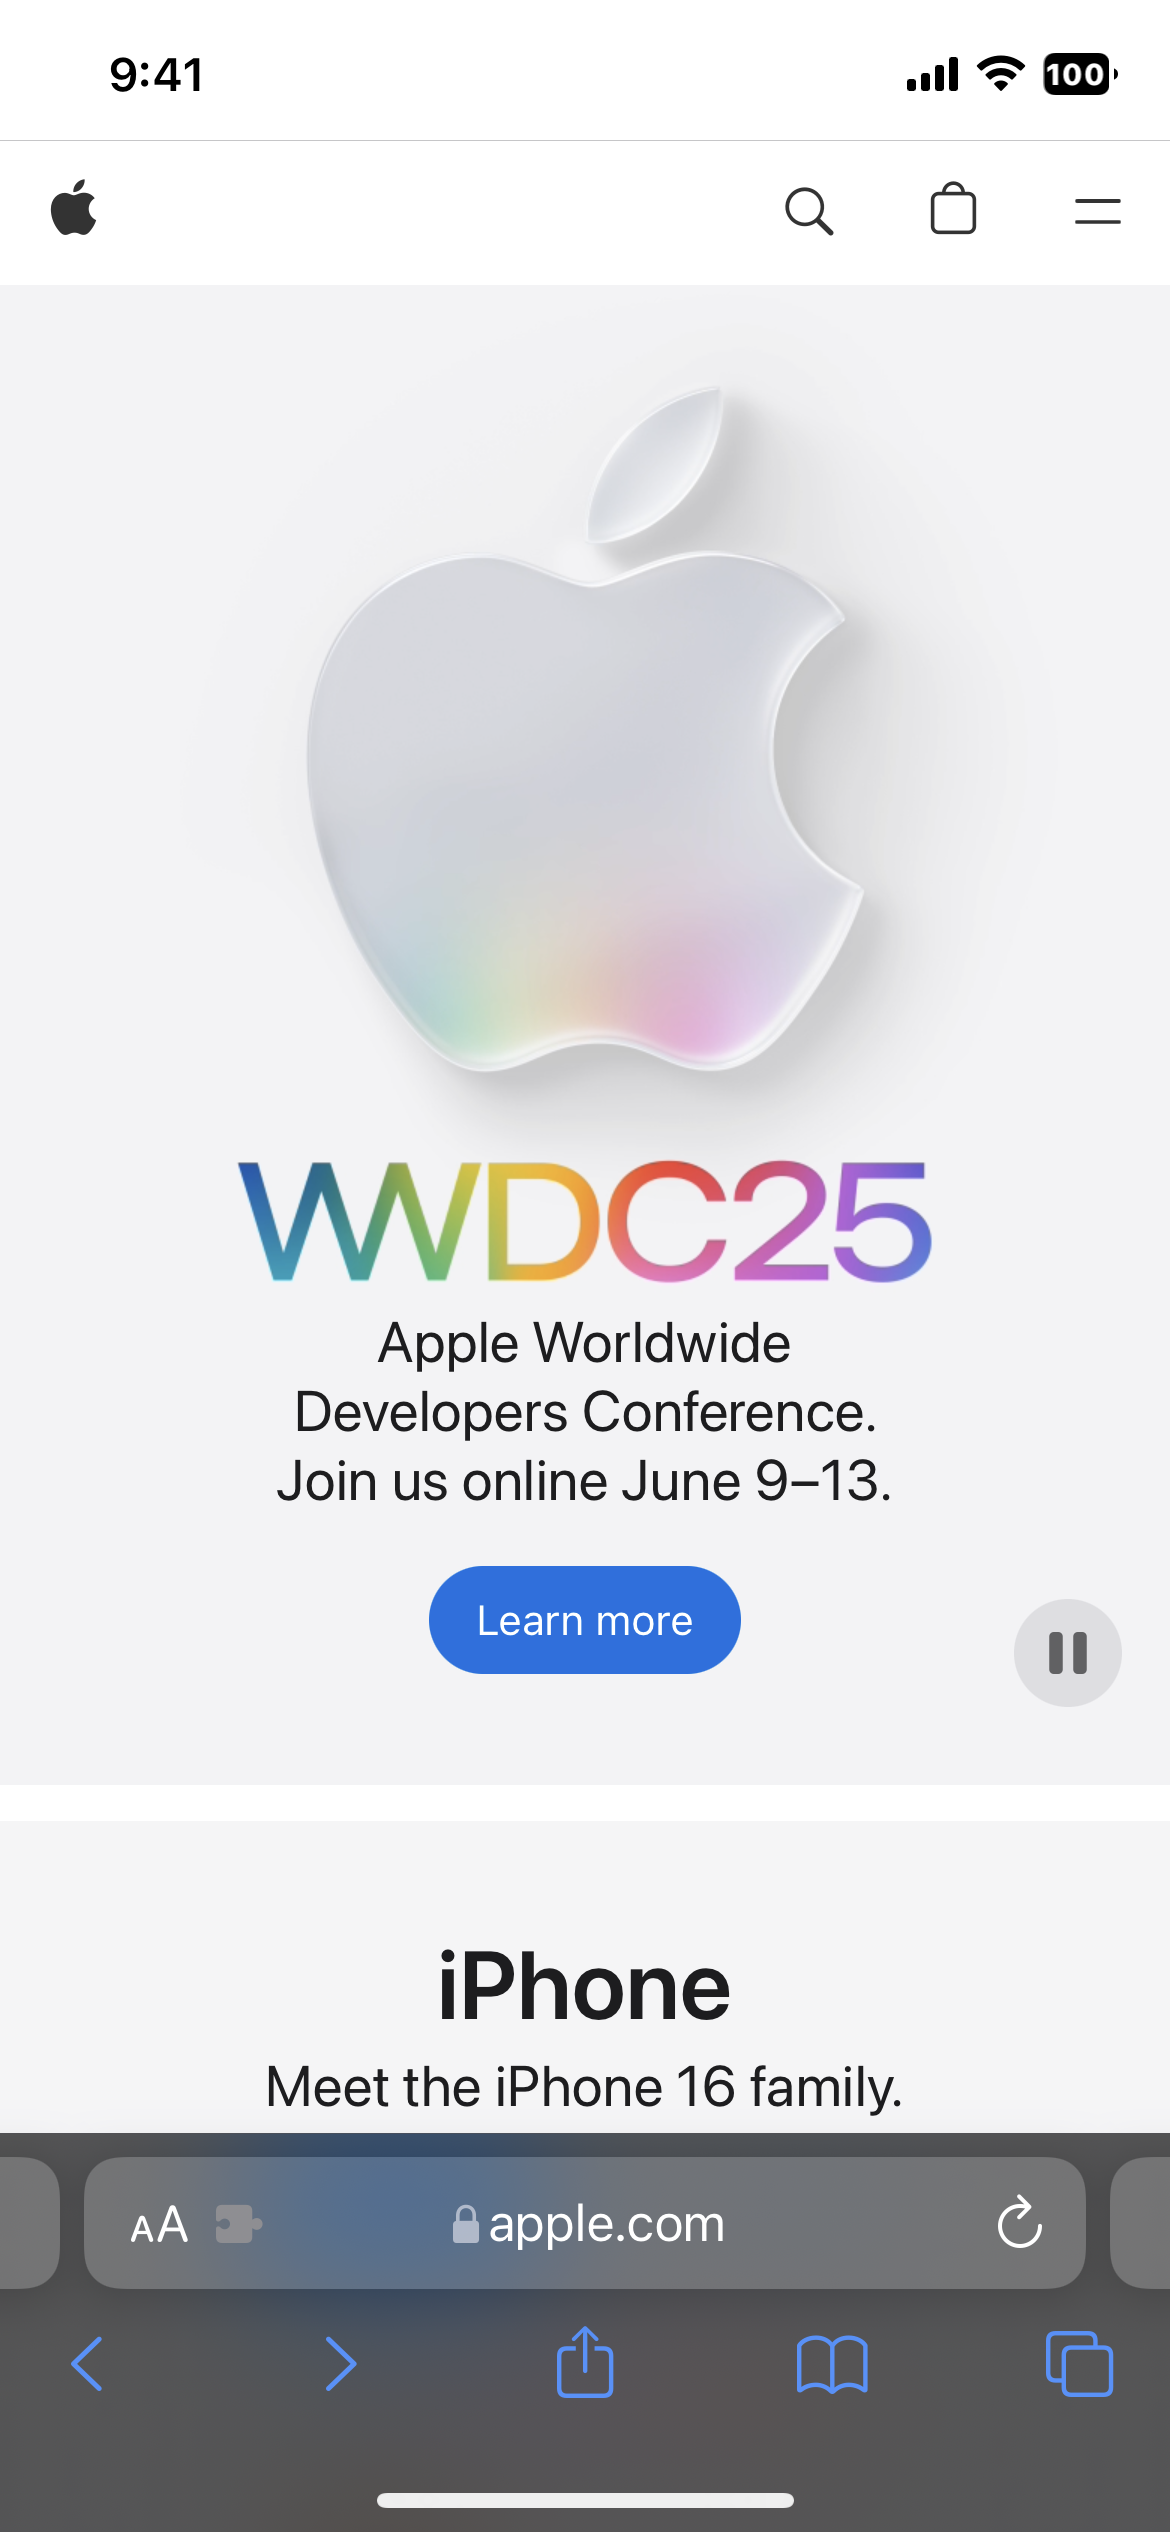 9:41
100
WWDC25
Apple Worldwide
Developers Conference.
Join us online June 9–13.
Learn more
iPhone
Meet the iPhone 16 family.
AA
apple.com